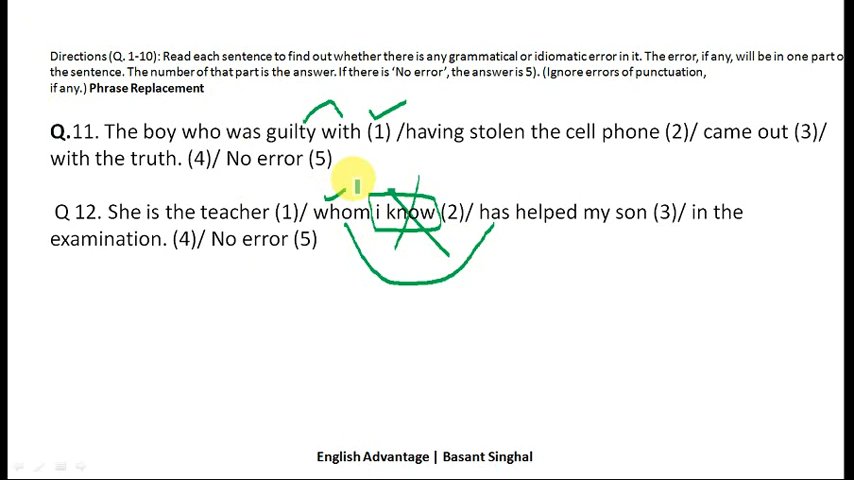 Directions (Q. 1-10): Read each sentence to find out whether there is any grammatical or idiomatic error in it. The error, if any, will be in one part o
the sentence. The number of that part is the answer. If there is ‘No error’, the answer is 5). (Ignore errors of punctuation,
if any.) Phrase Replacement
Q.11. The boy who was guilty with (1) /having stolen the cell phone (2)/ came out (3)/
with the truth. (4)/ No error (5)
Q 12. She is the teacher (1)/ whom i know (2)/ has helped my son (3)/ in the
examination. (4)/ No error (5)
English Advantage | Basant Singhal